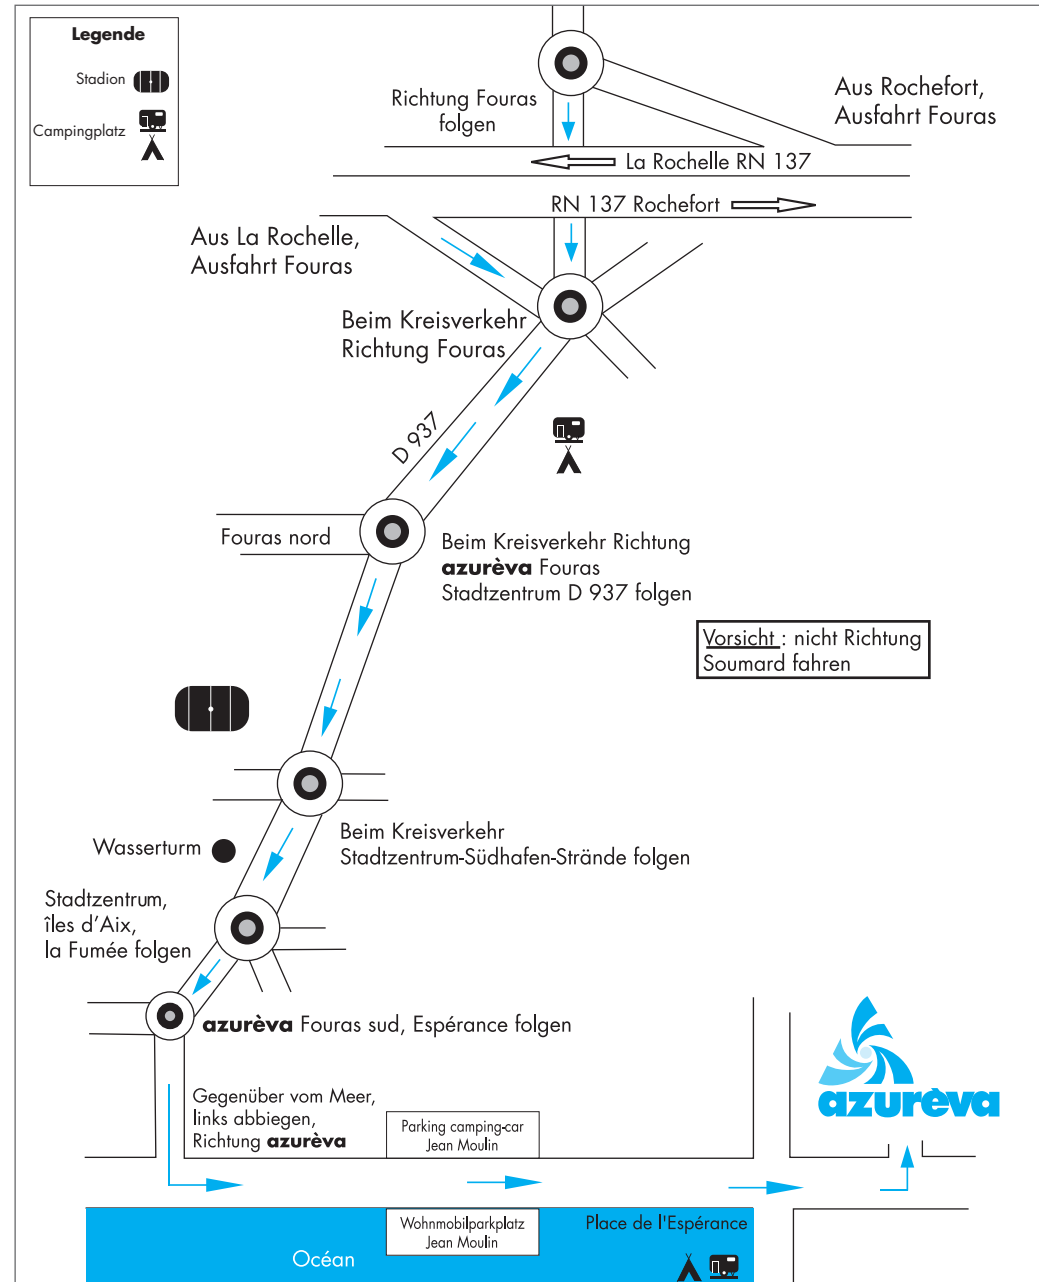 Legende
Stadion
Campingplatz
Richtung Fouras
folgen
Aus Rochefort,
Ausfahrt Fouras
La Rochelle RN 137
RN 137 Rochefort
Aus La Rochelle,
Ausfahrt Fouras
Beim Kreisverkehr
Richtung Fouras
D 937
Fouras nord
Beim Kreisverkehr Richtung
azurèva Fouras
Stadtzentrum D 937 folgen
Vorsicht : nicht Richtung
Soumard fahren
Wasserturm
Beim Kreisverkehr
Stadtzentrum-Südhafen-Strände folgen
Stadtzentrum,
îles d'Aix,
la Fumée folgen
azurèva Fouras sud, Espérance folgen
Gegenüber vom Meer,
links abbiegen,
Richtung azurèva
Parking camping-car
Jean Moulin
azurèva
Wohnmobilparkplatz
Jean Moulin
Place de l'Espérance
Océan